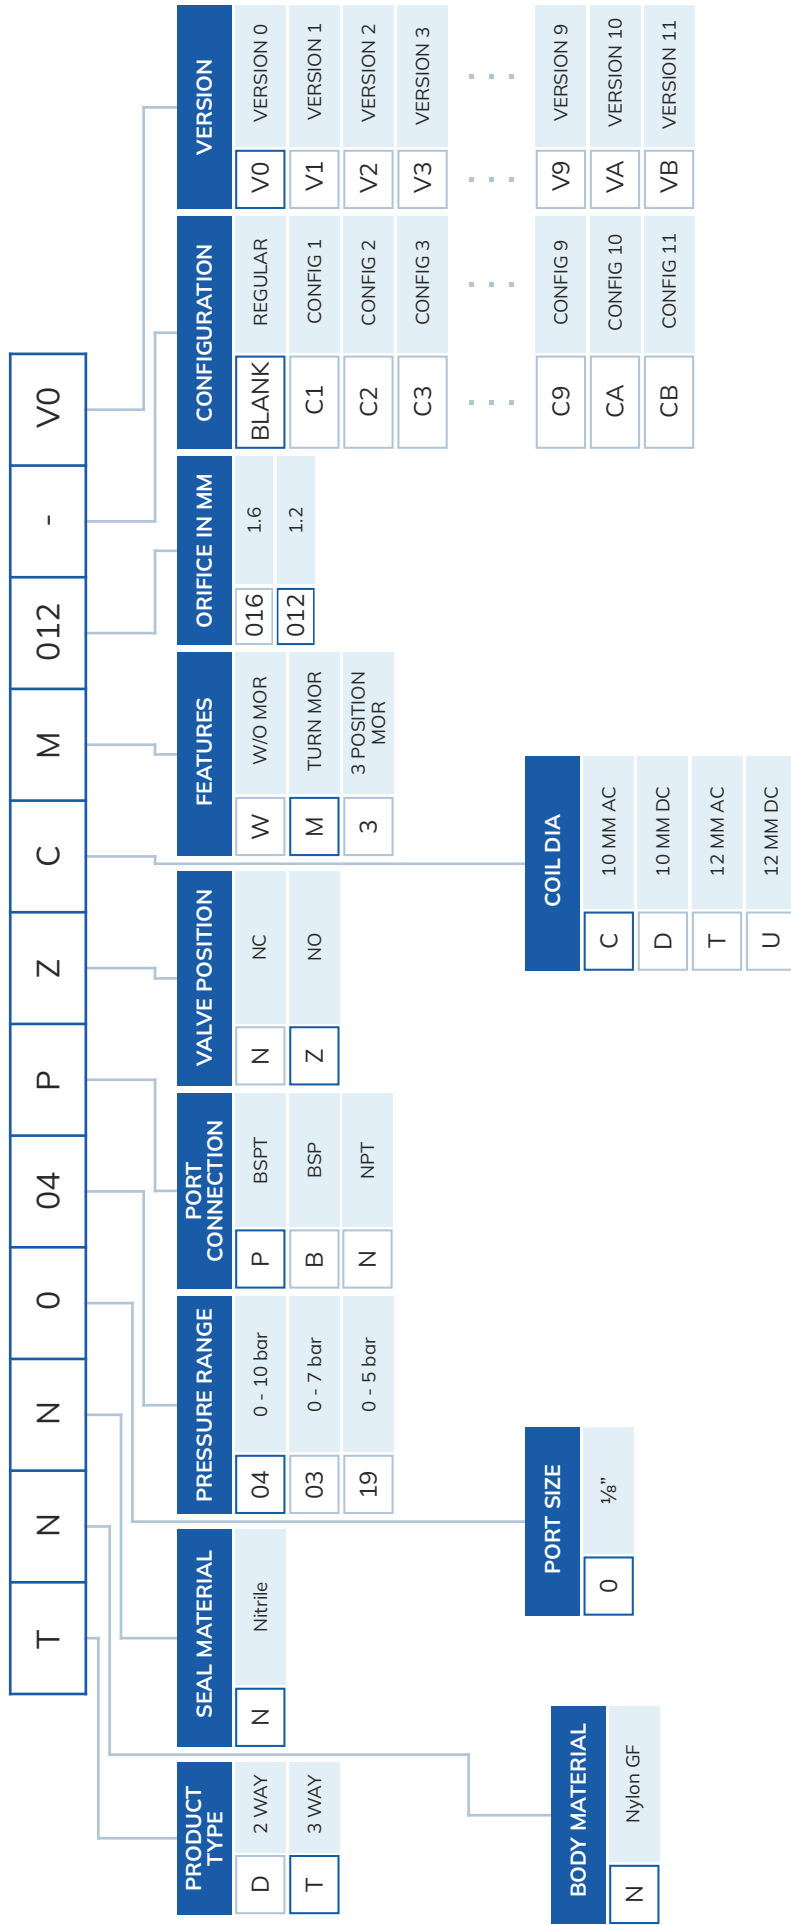 T N N 0 04 P Z C M 012 - V0
PRODUCT
TYPE
D 2 WAY
T 3 WAY
SEAL MATERIAL
N Nitrile
PRESSURE RANGE
04 0 - 10 bar
03 0 - 7 bar
19 0 - 5 bar
PORT
CONNECTION
P BSPT
B BSP
N NPT
VALVE POSITION
N NC
Z NO
FEATURES
W W/O MOR
M TURN MOR
3 3 POSITION
MOR
ORIFICE IN MM
016 1.6
012 1.2
CONFIGURATION
BLANK REGULAR
C1 CONFIG 1
C2 CONFIG 2
C3 CONFIG 3
. . . . . .
C9 CONFIG 9
CA CONFIG 10
CB CONFIG 11
VERSION
V0 VERSION 0
V1 VERSION 1
V2 VERSION 2
V3 VERSION 3
. . . . . .
V9 VERSION 9
VA VERSION 10
VB VERSION 11
BODY MATERIAL
N Nylon GF
PORT SIZE
0 ⅛”
COIL DIA
C 10 MM AC
D 10 MM DC
T 12 MM AC
U 12 MM DC